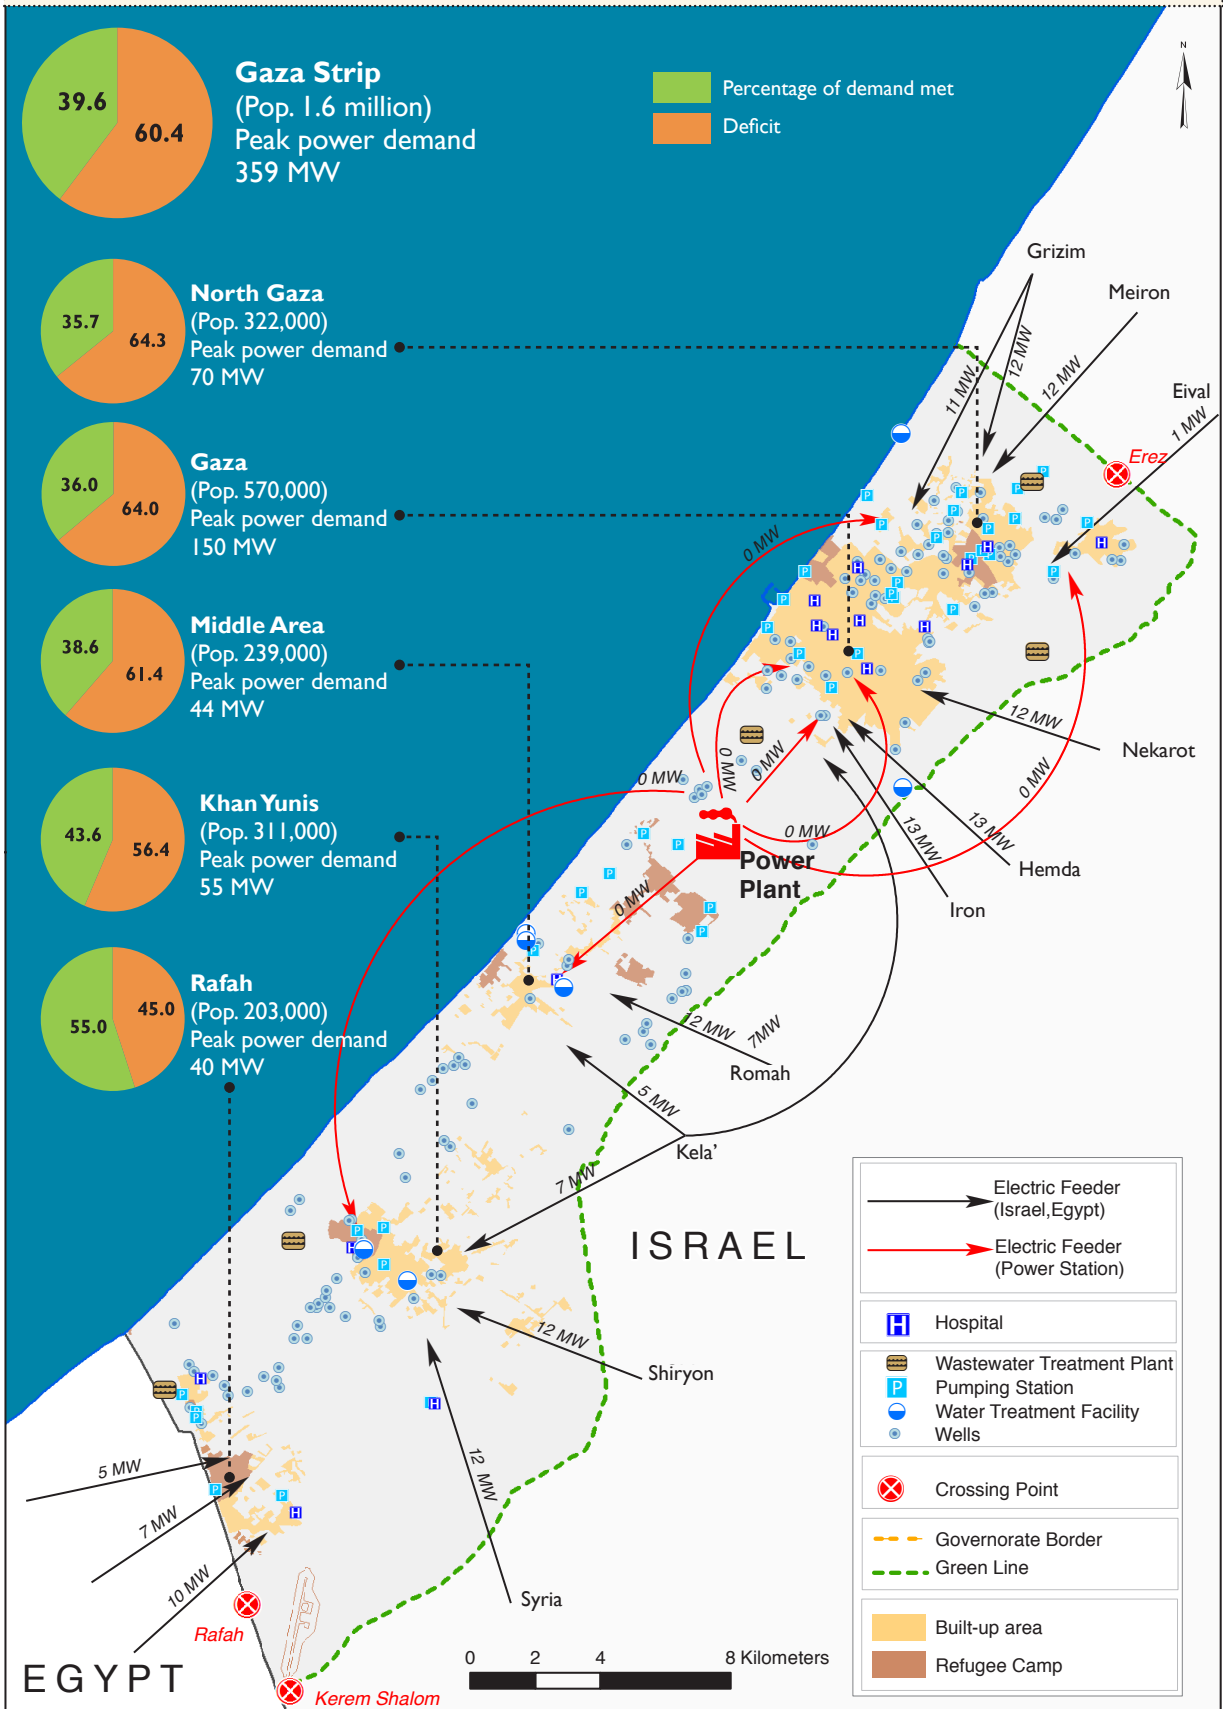 39.6
60.4
Gaza Strip
(Pop. 1.6 million)
Peak power demand
359 MW
Percentage of demand met
Deficit
N
35.7
64.3
North Gaza
(Pop. 322,000)
Peak power demand
70 MW
36.0
64.0
Gaza
(Pop. 570,000)
Peak power demand
150 MW
38.6
61.4
Middle Area
(Pop. 239,000)
Peak power demand
44 MW
43.6
56.4
Khan Yunis
(Pop. 311,000)
Peak power demand
55 MW
55.0
45.0
Rafah
(Pop. 203,000)
Peak power demand
40 MW
Grizim
Meiron
Eival
11 MW
12 MW
12 MW
1 MW
Erez
0 MW
0 MW
0 MW
0 MW
0 MW
0 MW
0 MW
12 MW
Nekarot
13 MW
13 MW
Hemda
Iron
Power
Plant
12 MW
7MW
Romah
5 MW
Kela'
7 MW
ISRAEL
12 MW
Shiryon
12 MW
Syria
5 MW
7 MW
10 MW
Rafah
EGYPT
Kerem Shalom
0
2
4
8 Kilometers
Electric Feeder
(Israel,Egypt)
Electric Feeder
(Power Station)
H
Hospital
Wastewater Treatment Plant
P
Pumping Station
Water Treatment Facility
Wells
Crossing Point
Governorate Border
Green Line
Built-up area
Refugee Camp